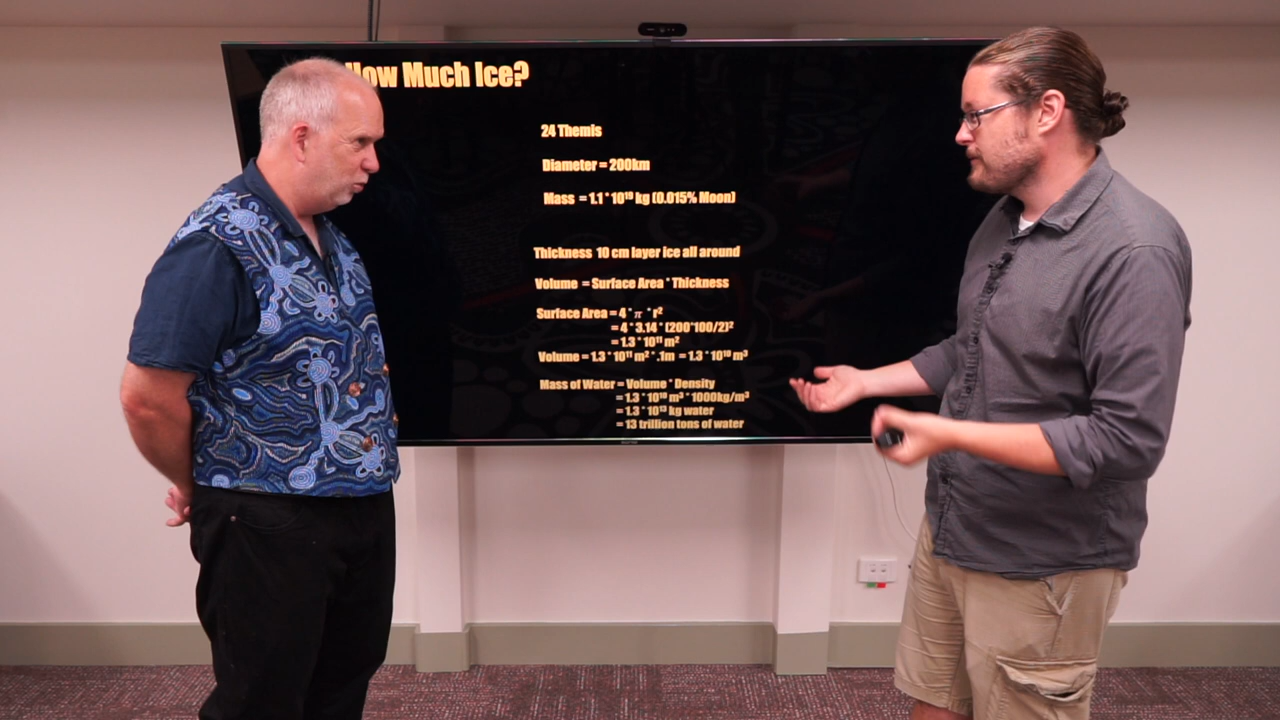 How Much Ice?
24 Themis
Diameter = 200km
Mass = 1.1 * 10¹⁹ kg (0.015% Moon)
Thickness 10 cm layer ice all around
Volume = Surface Area * Thickness
Surface Area = 4 * π * r²
= 4 * 3.14 * (200*100/2)²
= 1.3 * 10¹¹ m²
Volume = 1.3 * 10¹¹ m² * .1m = 1.3 * 10¹⁰ m³
Mass of Water = Volume * Density
= 1.3 * 10¹⁰ m³ * 1000kg/m³
= 1.3 * 10¹³ kg water
= 13 trillion tons of water